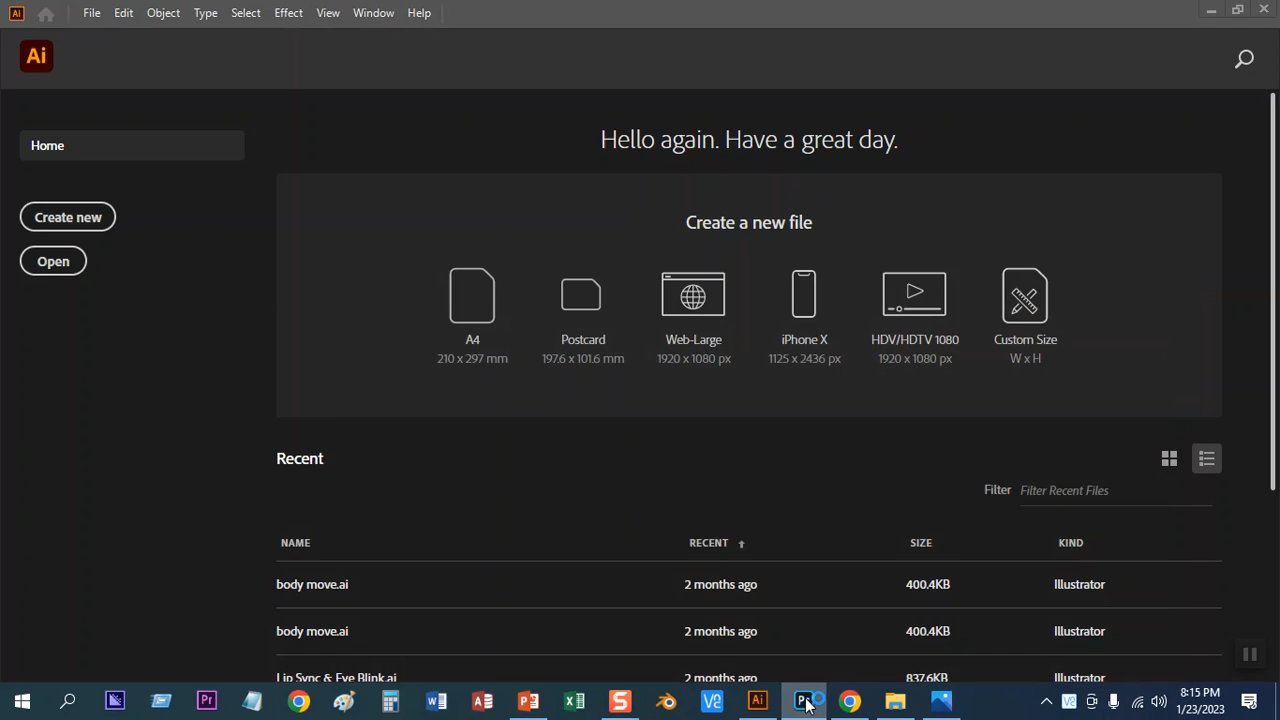 Ai File Edit Object Type Select Effect View Window Help
Ai
Home
Hello again. Have a great day.
Create new
Open
Create a new file
A4 Postcard Web-Large iPhone X HDV/HDTV 1080 Custom Size
210 x 297 mm 197.6 x 101.6 mm 1920 x 1080 px 1125 x 2436 px 1920 x 1080 px W x H
Recent
Filter Filter Recent Files
NAME RECENT SIZE KIND
body move.ai 2 months ago 400.4KB Illustrator
body move.ai 2 months ago 400.4KB Illustrator
Lip Sync & Eye Blink.ai 2 months ago 837.6KB Illustrator
Pr W A P X S Ai
8:15 PM
1/23/2023